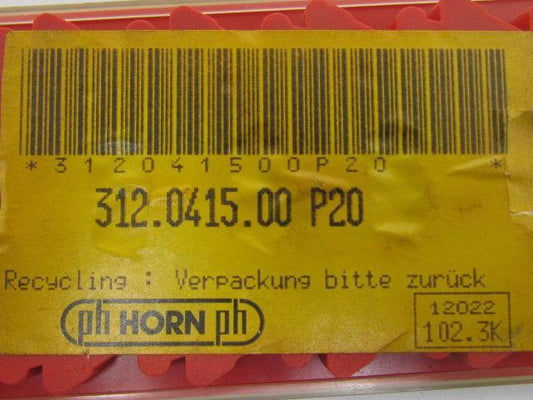 *312041500P20 *
312.0415.00 P20
Recycling : Verpackung bitte zurück
ph HORN ph
12022
102.3K